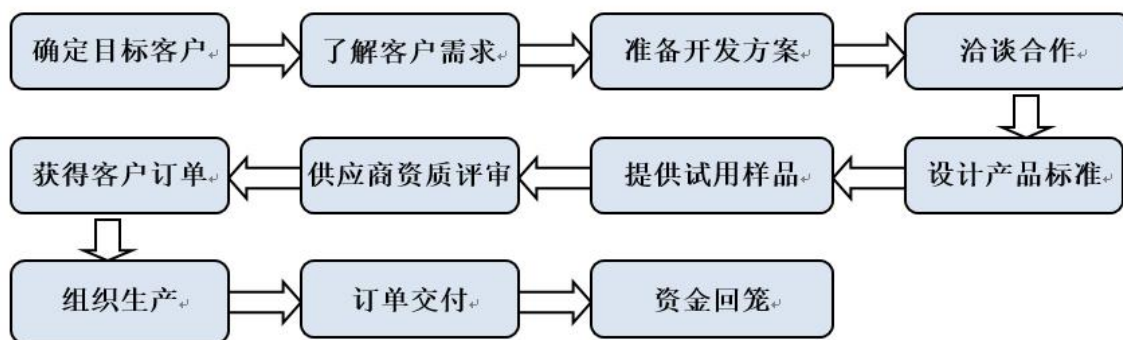 确定目标客户
了解客户需求
准备开发方案
洽谈合作
设计产品标准
提供试用样品
供应商资质评审
获得客户订单
组织生产
订单交付
资金回笼